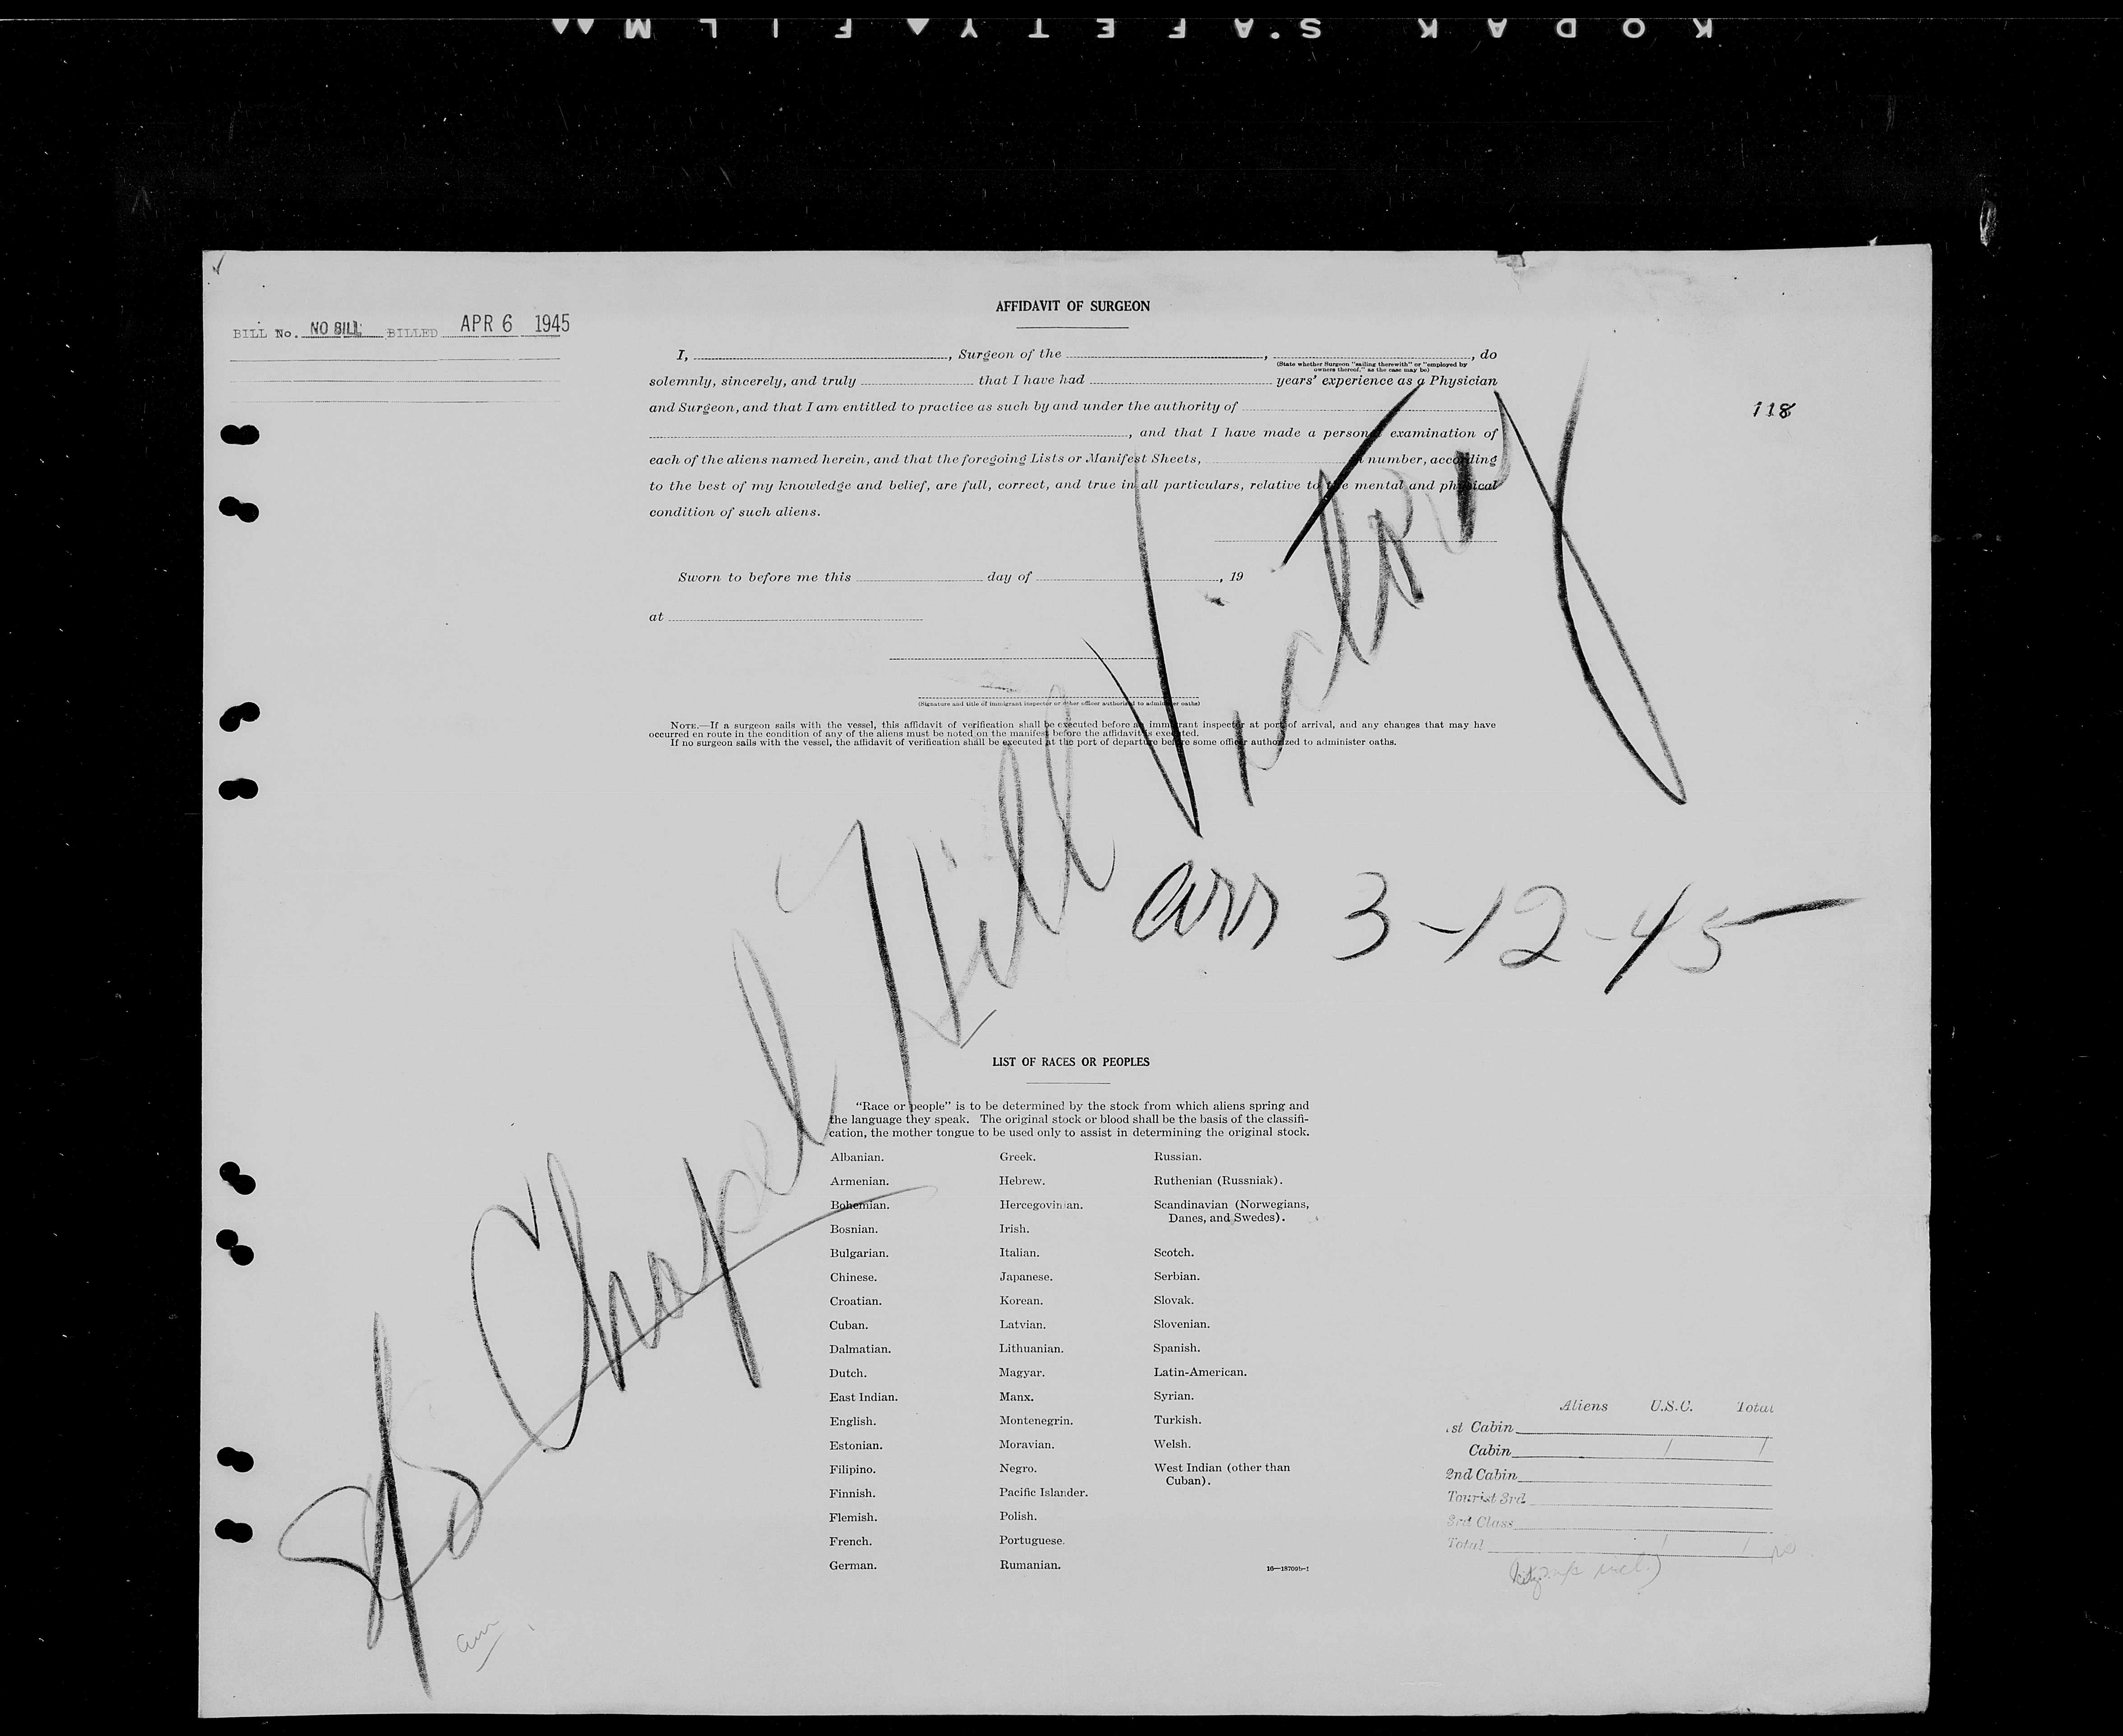 KODAK SAFETY FILM
AFFIDAVIT OF SURGEON
BILL No. NO BILL BILLED APR 6 1945
I, , Surgeon of the , , do
(State whether Surgeon "sailing therewith" or "employed by
owners thereof," as the case may be)
solemnly, sincerely, and truly that I have had years' experience as a Physician
and Surgeon, and that I am entitled to practice as such by and under the authority of
118
, and that I have made a personal examination of
each of the aliens named herein, and that the foregoing Lists or Manifest Sheets, number, according
to the best of my knowledge and belief, are full, correct, and true in all particulars, relative to the mental and physical
condition of such aliens.
Sworn to before me this day of , 19
at
(Signature and title of immigrant inspector or other officer authorized to administer oaths)
NOTE.—If a surgeon sails with the vessel, this affidavit of verification shall be executed before an immigrant inspector at port of arrival, and any changes that may have
occurred en route in the condition of any of the aliens must be noted on the manifest before the affidavit is executed.
If no surgeon sails with the vessel, the affidavit of verification shall be executed at the port of departure before some officer authorized to administer oaths.
SS Chapel Hill Victory
arr 3-12-45
LIST OF RACES OR PEOPLES
"Race or people" is to be determined by the stock from which aliens spring and
the language they speak. The original stock or blood shall be the basis of the classifi-
cation, the mother tongue to be used only to assist in determining the original stock.
Albanian.
Armenian.
Bohemian.
Bosnian.
Bulgarian.
Chinese.
Croatian.
Cuban.
Dalmatian.
Dutch.
East Indian.
English.
Estonian.
Filipino.
Finnish.
Flemish.
French.
German.
Greek.
Hebrew.
Hercegovinian.
Irish.
Italian.
Japanese.
Korean.
Latvian.
Lithuanian.
Magyar.
Manx.
Montenegrin.
Moravian.
Negro.
Pacific Islander.
Polish.
Portuguese.
Rumanian.
Russian.
Ruthenian (Russniak).
Scandinavian (Norwegians,
Danes, and Swedes).
Scotch.
Serbian.
Slovak.
Slovenian.
Spanish.
Latin-American.
Syrian.
Turkish.
Welsh.
West Indian (other than
Cuban).
16—18709b-1
Aliens U.S.C. Total
1st Cabin
Cabin 1 1
2nd Cabin
Tourist 3rd
3rd Class
Total 1 1